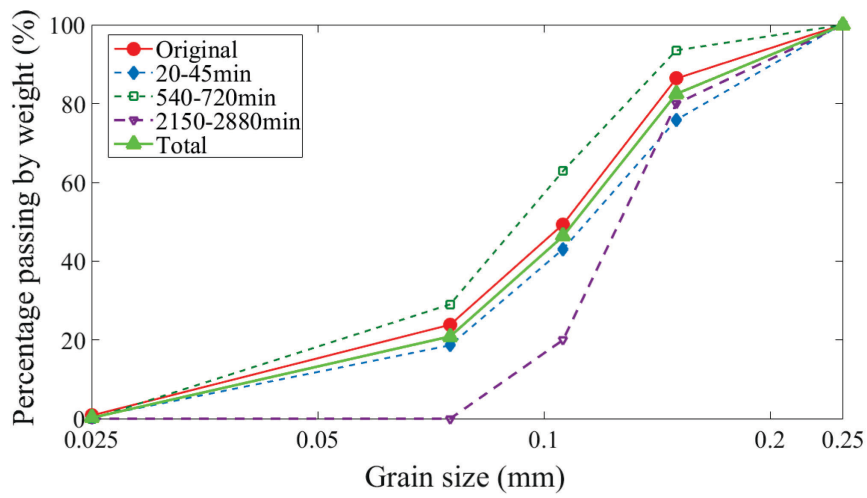 Percentage passing by weight (%)
100
80
60
40
20
0
Original
20-45min
540-720min
2150-2880min
Total
0.025
0.05
0.1
0.2
0.25
Grain size (mm)